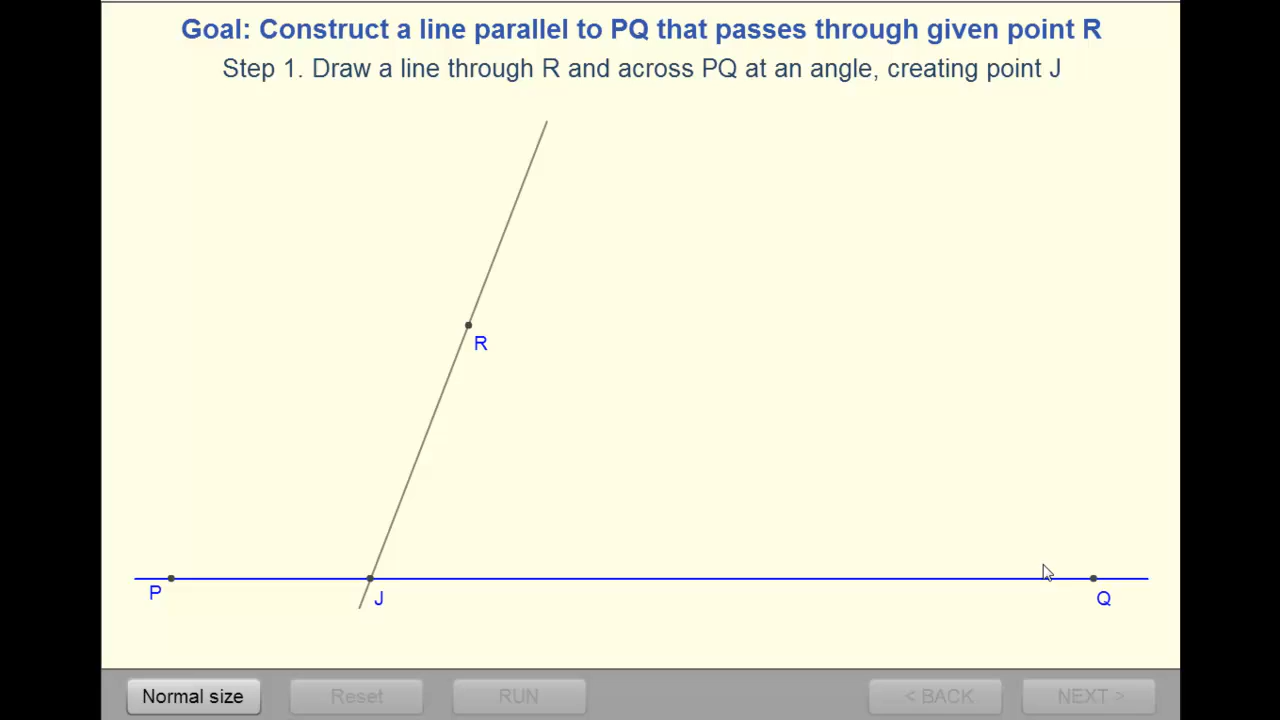 Goal: Construct a line parallel to PQ that passes through given point R
Step 1. Draw a line through R and across PQ at an angle, creating point J
R
P
J
Q
Normal size
Reset
RUN
< BACK
NEXT >